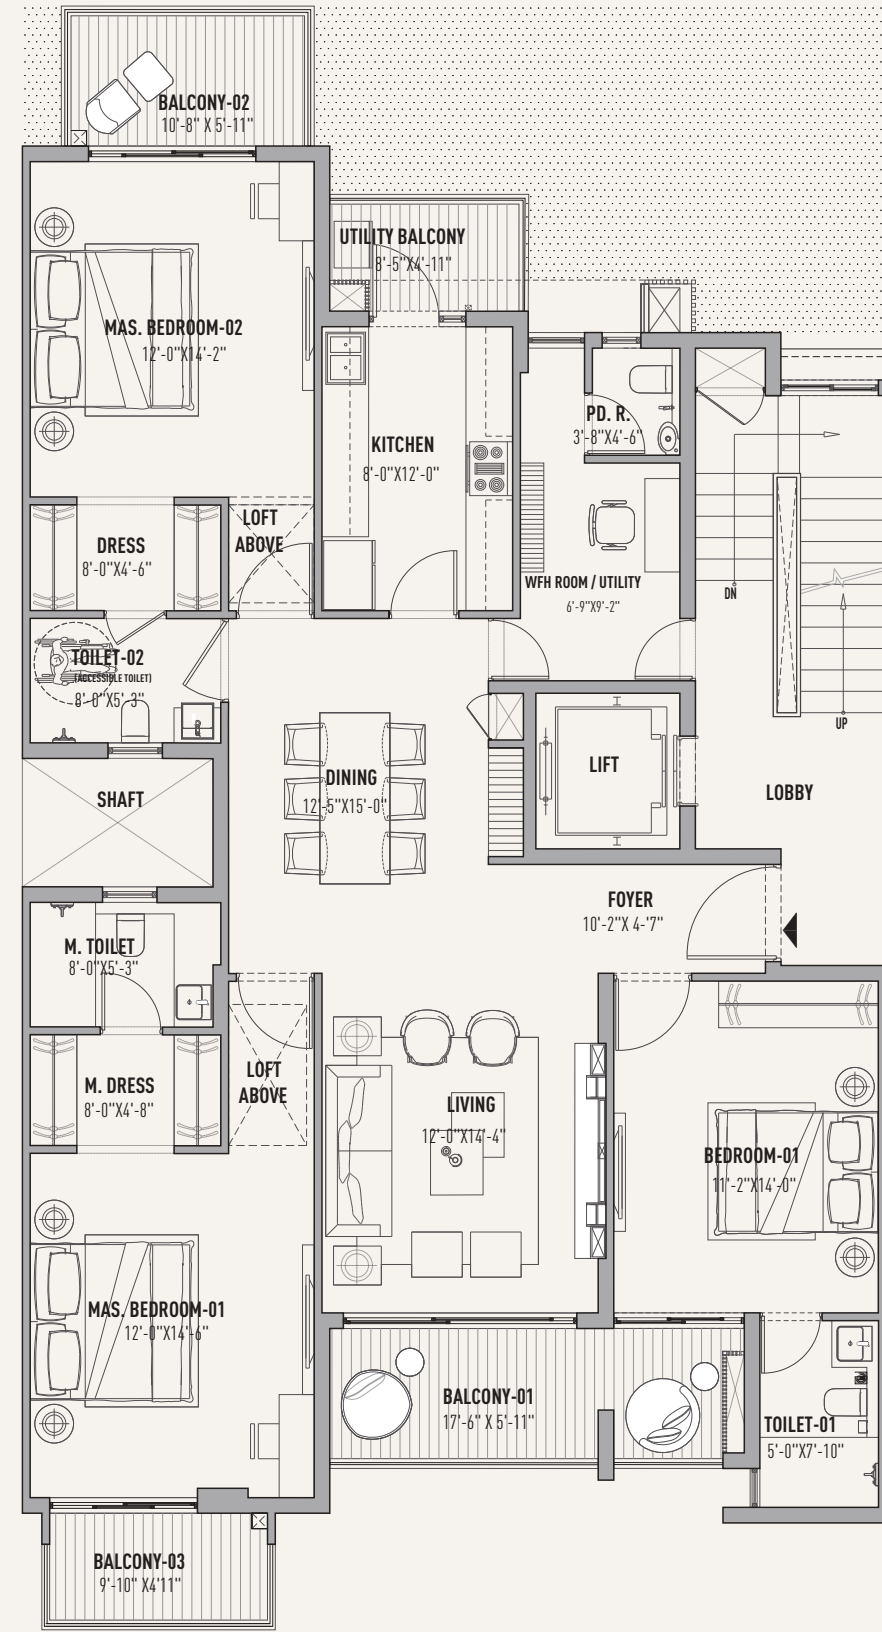 BALCONY-02
10'-8" X 5'-11"
UTILITY BALCONY
8'-5"X4'-11"
MAS. BEDROOM-02
12'-0"X14'-2"
PD. R.
3'-8"X4'-6"
KITCHEN
8'-0"X12'-0"
LOFT
ABOVE
DRESS
8'-0"X4'-6"
WFH ROOM / UTILITY
6'-9"X9'-2"
DN
TOILET-02
(ACCESSIBLE TOILET)
8'-0"X5'-3"
UP
LIFT
DINING
12'-5"X15'-0"
LOBBY
SHAFT
FOYER
10'-2"X 4-'7"
M. TOILET
8'-0"X5'-3"
LOFT
ABOVE
M. DRESS
8'-0"X4'-8"
LIVING
12'-0"X14'-4"
BEDROOM-01
11'-2"X14'-0"
MAS. BEDROOM-01
12'-0"X14'-6"
BALCONY-01
17'-6" X 5'-11"
TOILET-01
5'-0"X7'-10"
BALCONY-03
9'-10" X4'11"